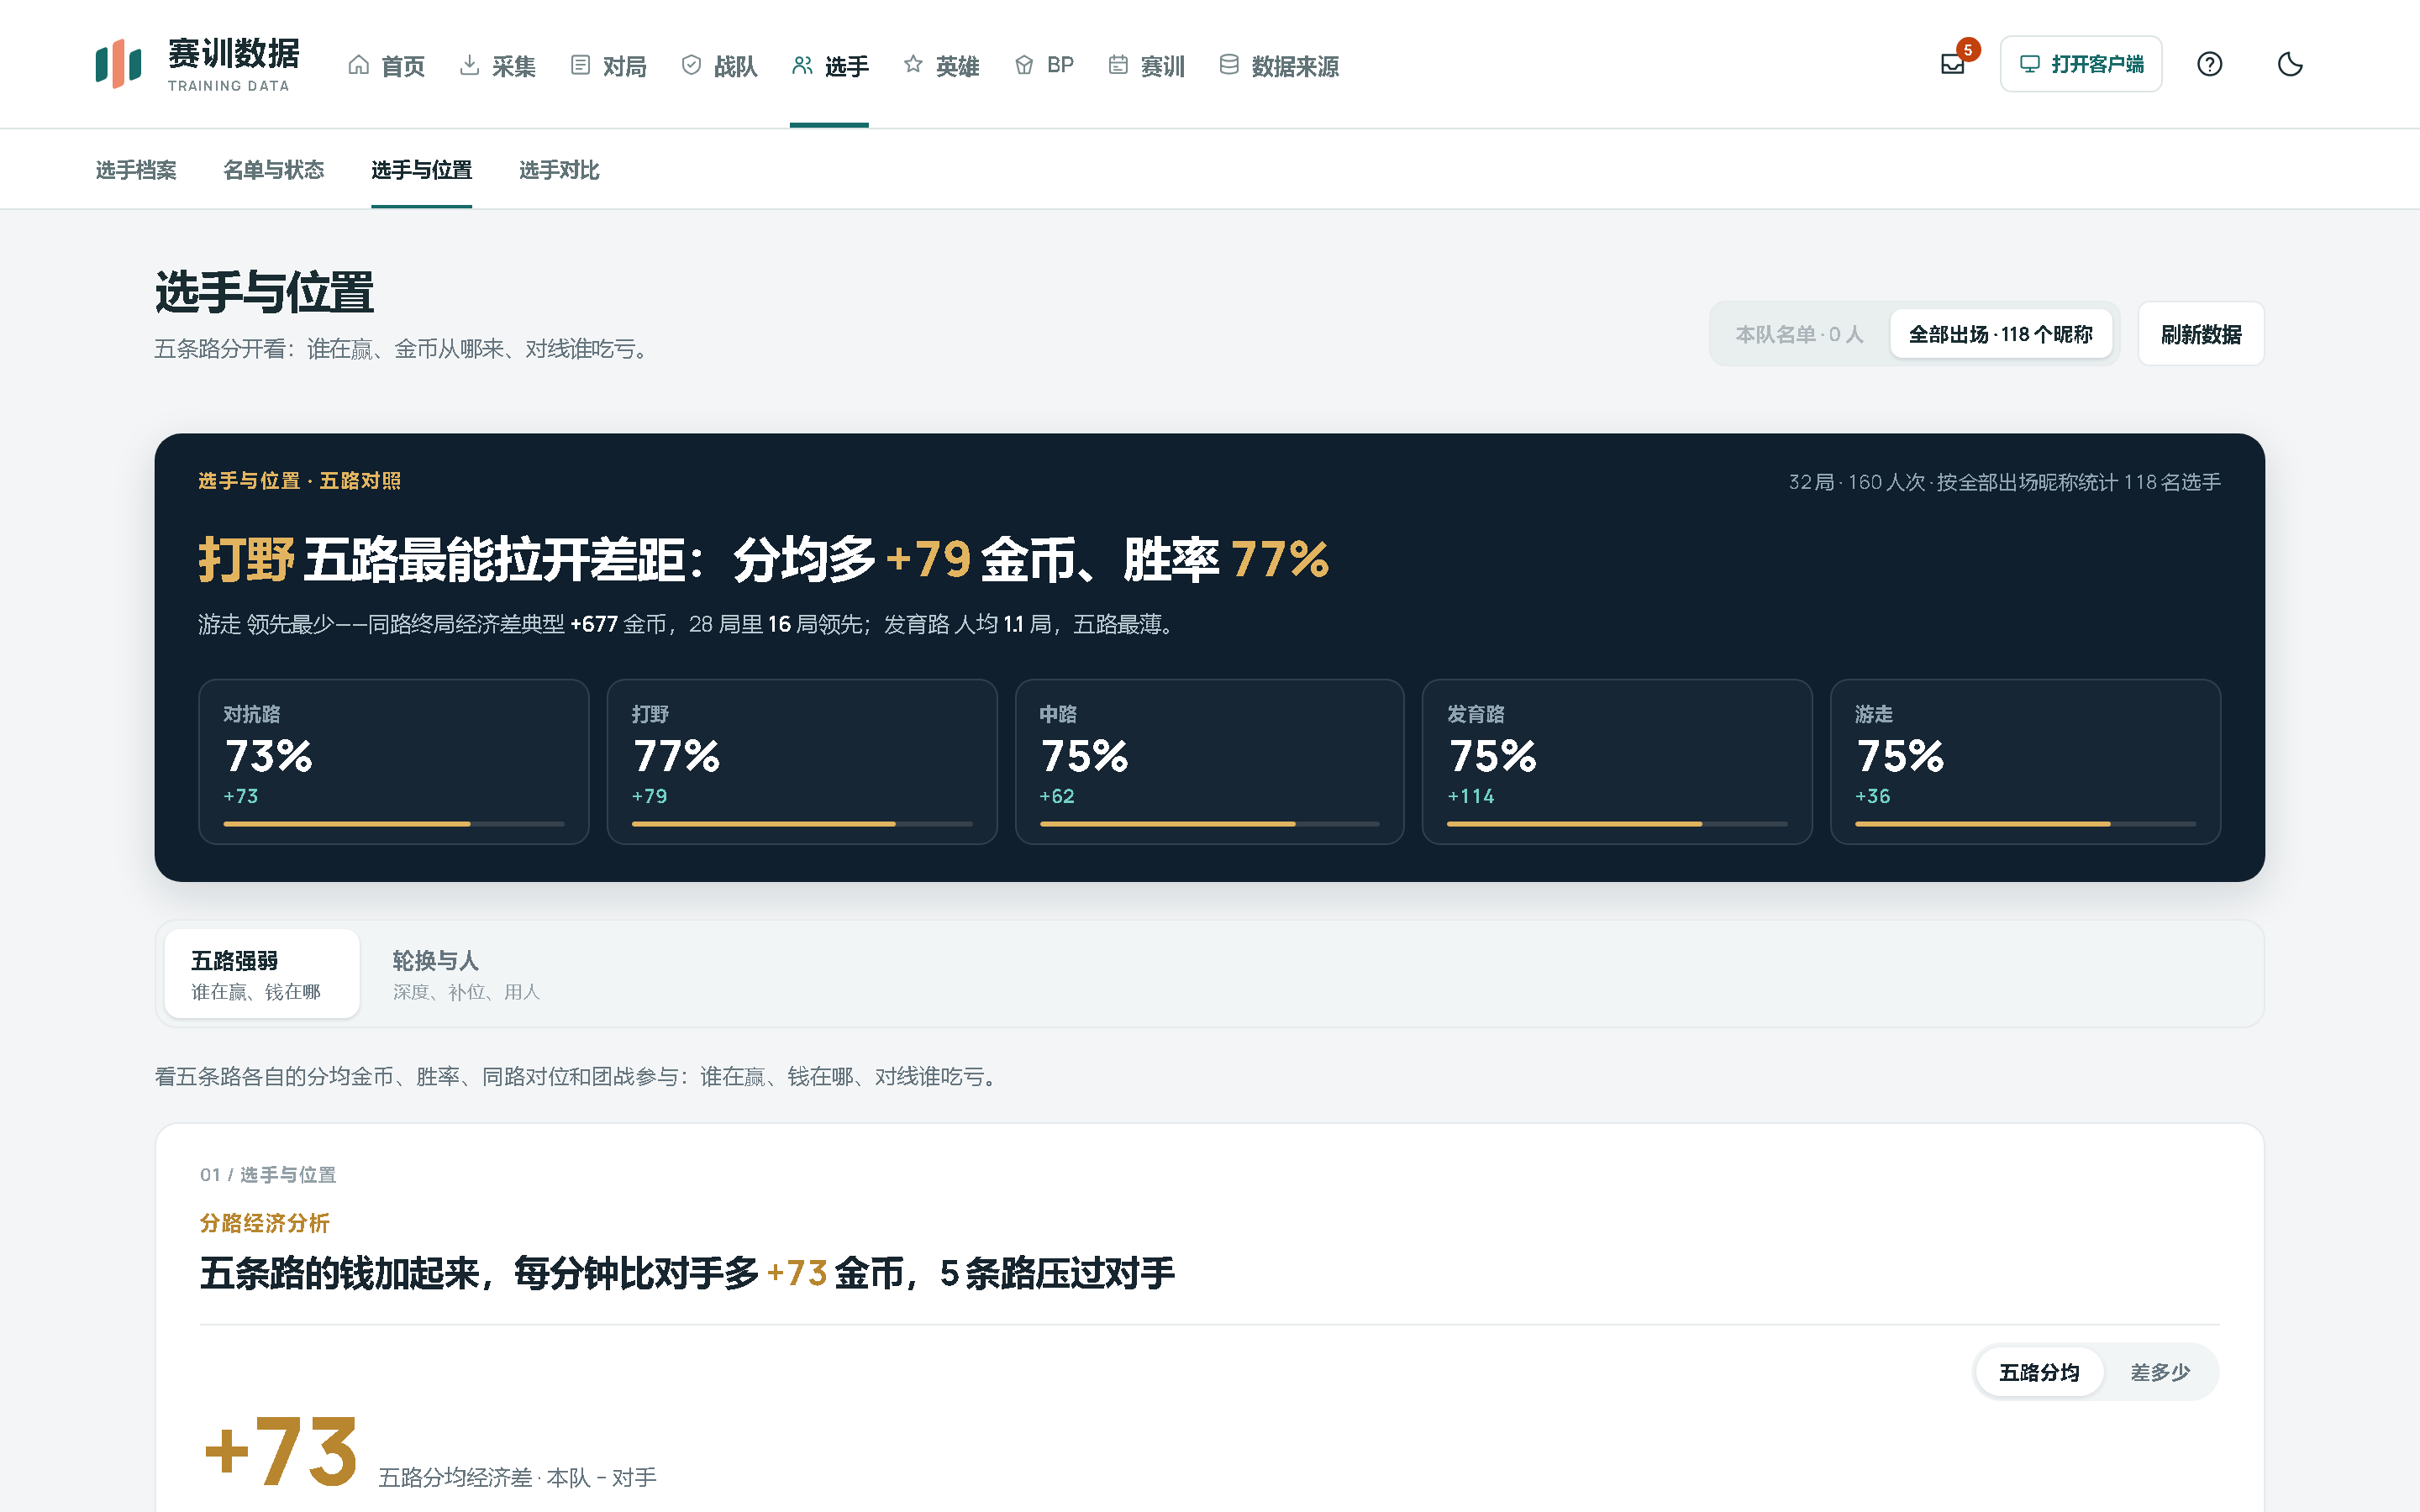 赛训数据
TRAINING DATA
首页
采集
对局
战队
选手
英雄
BP
赛训
数据来源
5
打开客户端
选手档案
名单与状态
选手与位置
选手对比
选手与位置
五条路分开看：谁在赢、金币从哪来、对线谁吃亏。
本队名单·0 人
全部出场·118 个昵称
刷新数据
选手与位置 · 五路对照
32 局 · 160 人次 · 按全部出场昵称统计 118 名选手
打野 五路最能拉开差距：分均多 +79 金币、胜率 77%
游走 领先最少——同路终局经济差典型 +677 金币，28 局里 16 局领先；发育路 人均 1.1 局，五路最薄。
对抗路
73%
+73
打野
77%
+79
中路
75%
+62
发育路
75%
+114
游走
75%
+36
五路强弱
谁在赢、钱在哪
轮换与人
深度、补位、用人
看五条路各自的分均金币、胜率、同路对位和团战参与：谁在赢、钱在哪、对线谁吃亏。
01 / 选手与位置
分路经济分析
五条路的钱加起来，每分钟比对手多 +73 金币，5 条路压过对手
五路分均
差多少
+73
五路分均经济差 · 本队 − 对手